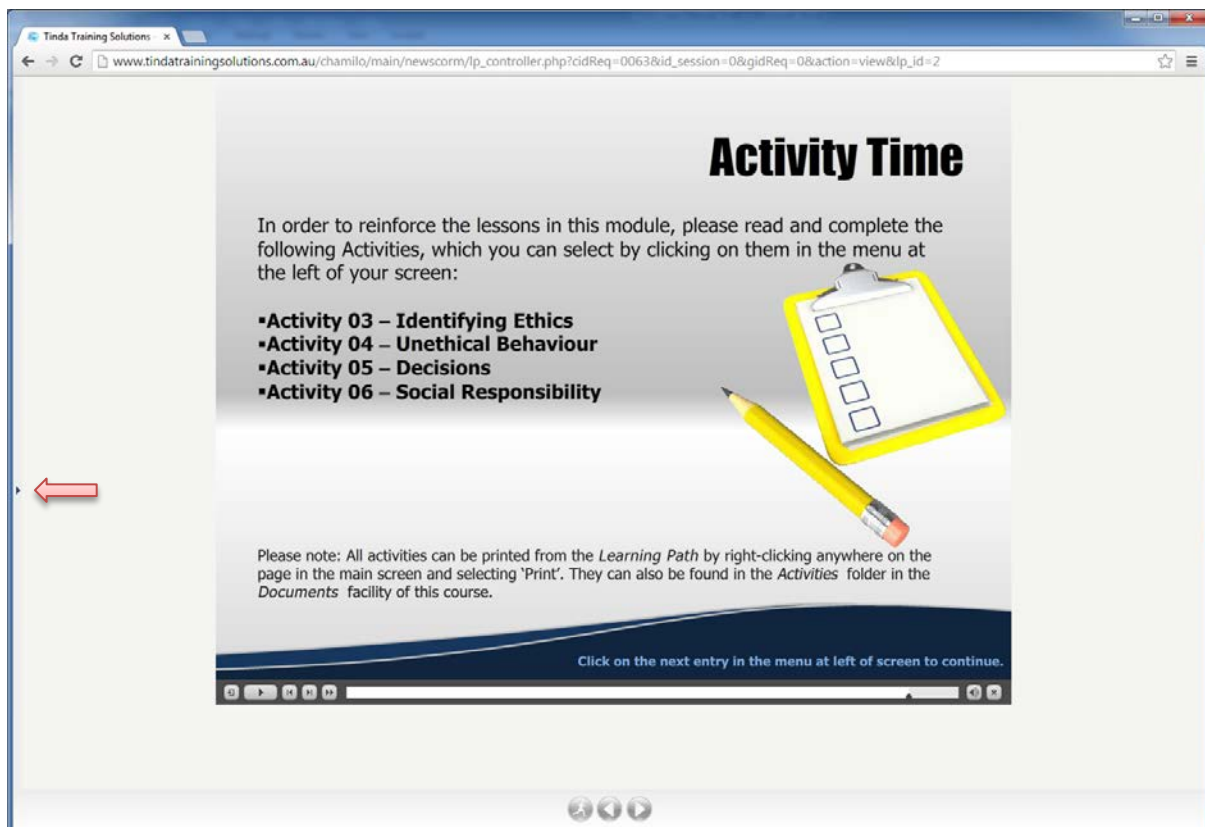 Tinda Training Solutions
www.tindatrainingsolutions.com.au/chamilo/main/newscorm/lp_controller.php?cidReq=0063&id_session=0&gidReq=0&action=view&lp_id=2
Activity Time
In order to reinforce the lessons in this module, please read and complete the
following Activities, which you can select by clicking on them in the menu at
the left of your screen:
▪Activity 03 – Identifying Ethics
▪Activity 04 – Unethical Behaviour
▪Activity 05 – Decisions
▪Activity 06 – Social Responsibility
Please note: All activities can be printed from the Learning Path by right-clicking anywhere on the
page in the main screen and selecting ‘Print’. They can also be found in the Activities folder in the
Documents facility of this course.
Click on the next entry in the menu at left of screen to continue.